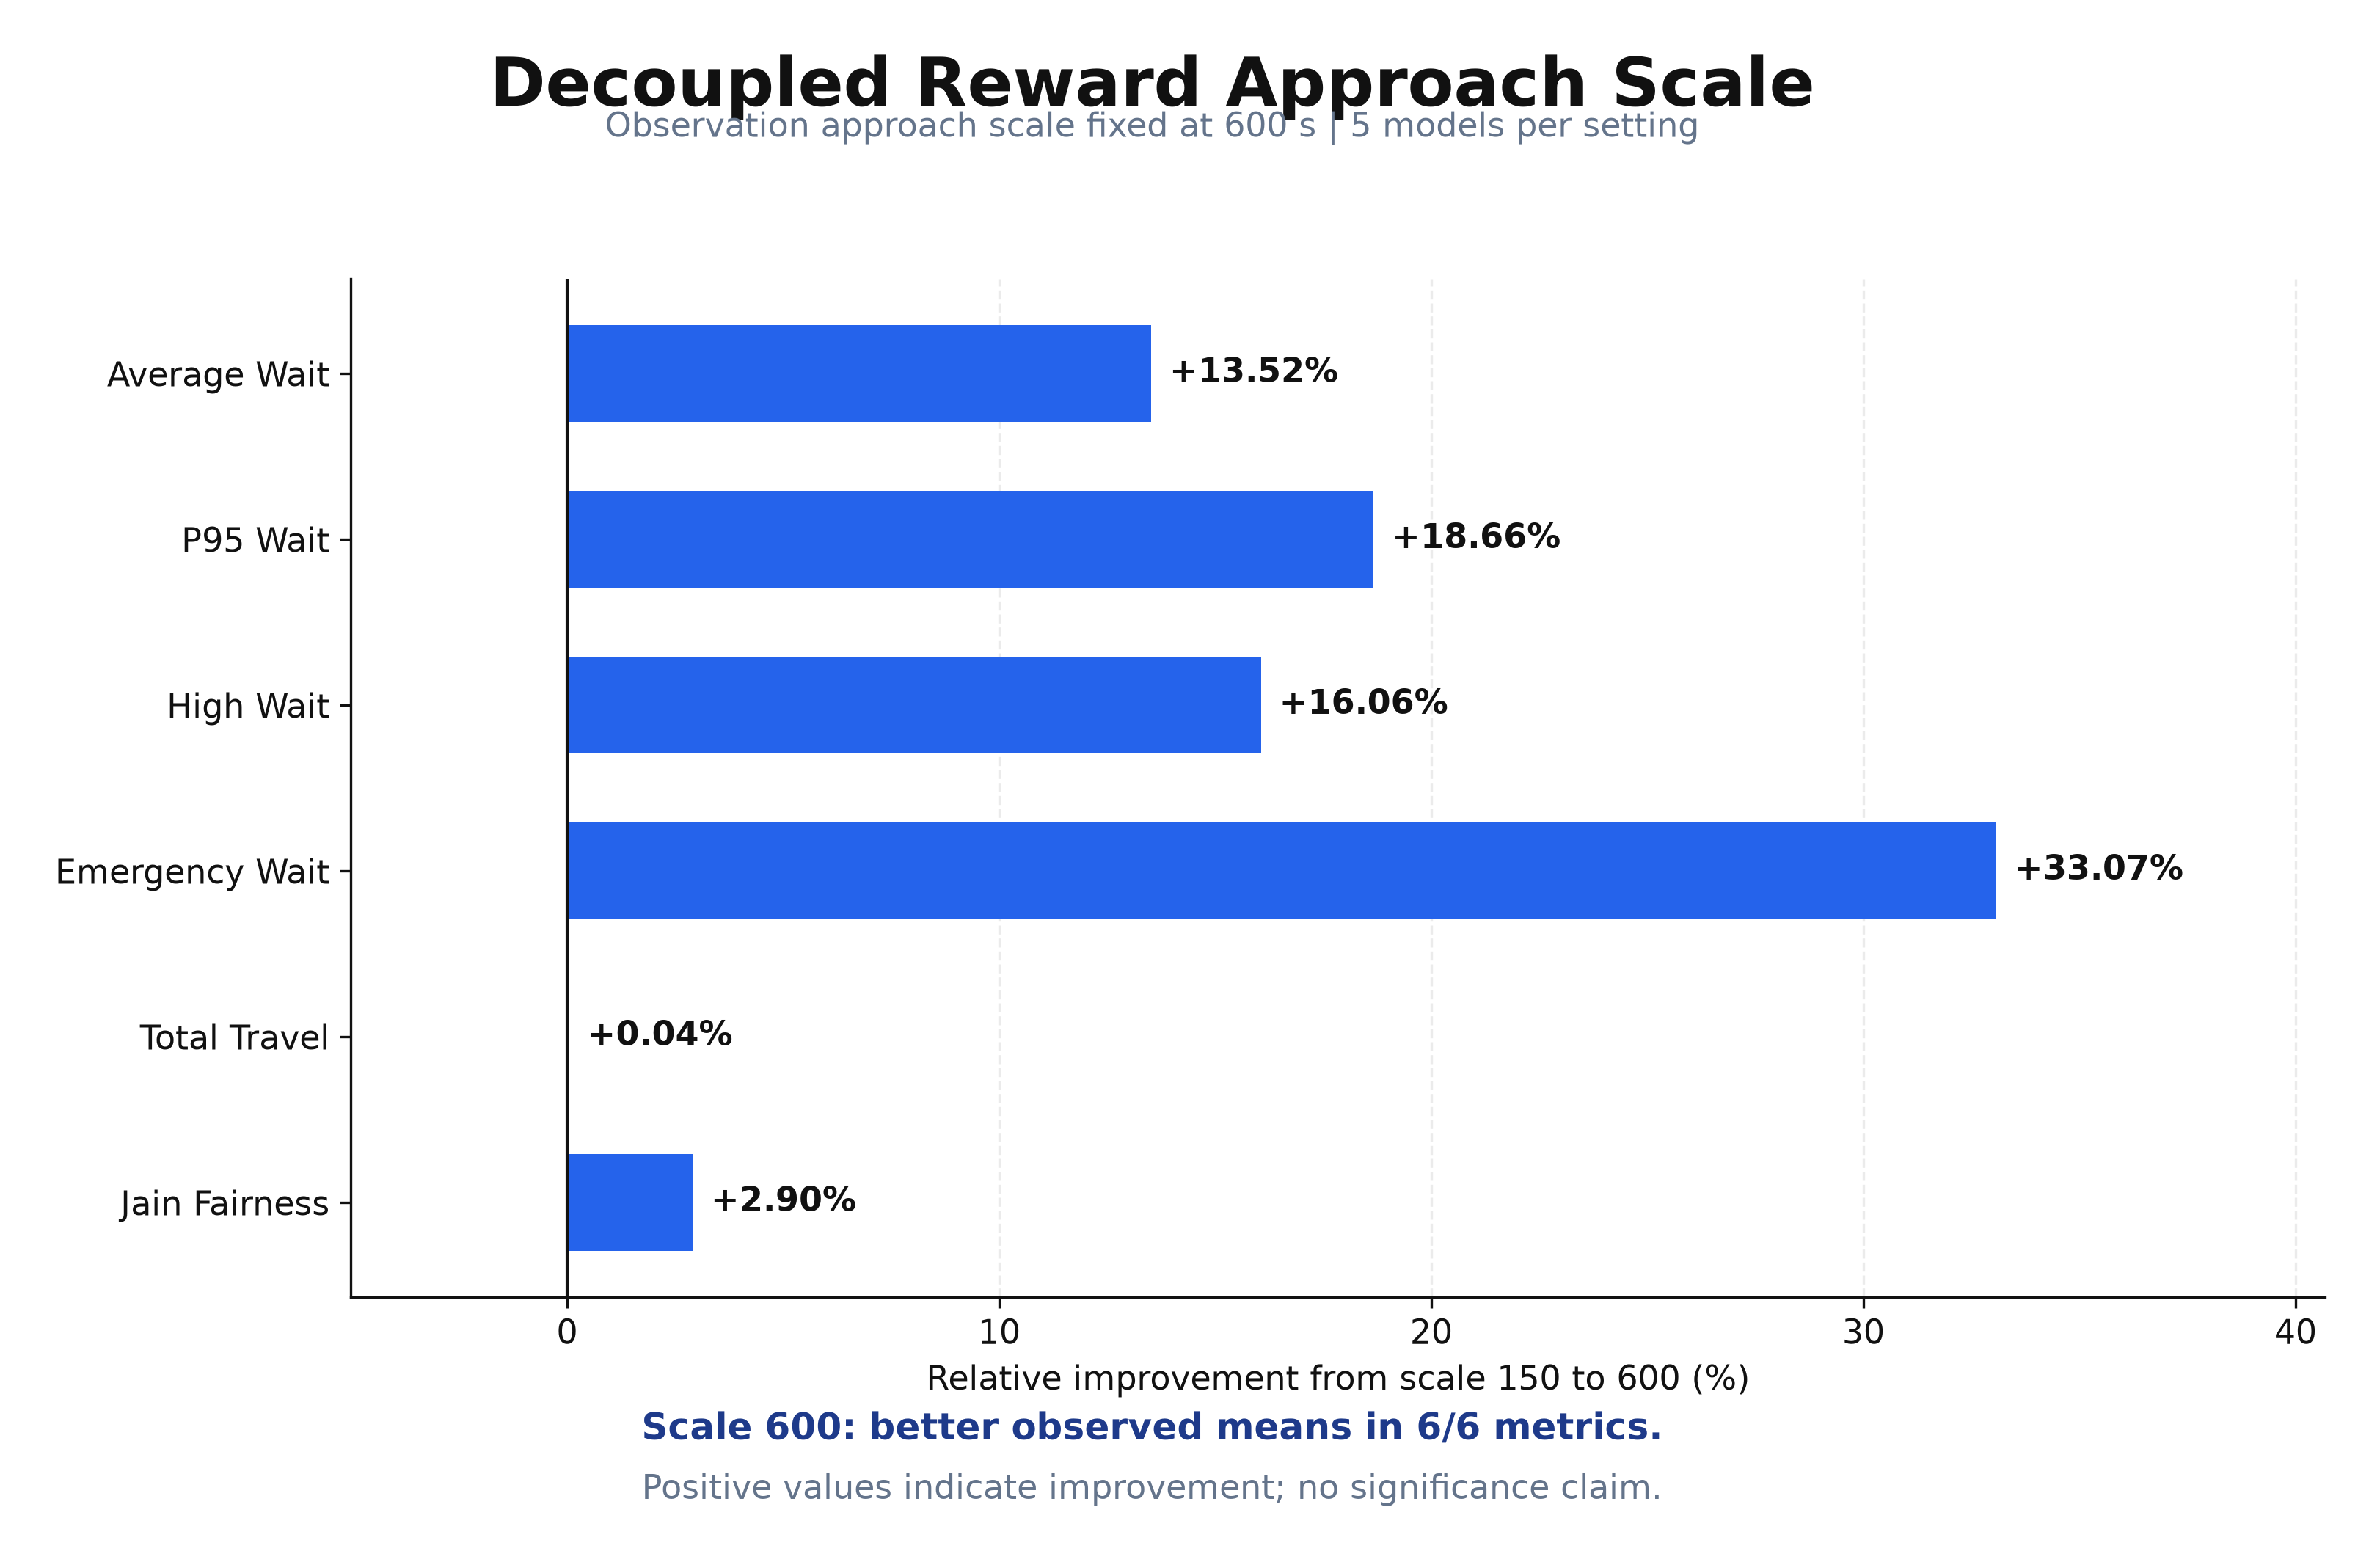 Decoupled Reward Approach Scale
Observation approach scale fixed at 600 s | 5 models per setting
Average Wait
+13.52%
P95 Wait
+18.66%
High Wait
+16.06%
Emergency Wait
+33.07%
Total Travel
+0.04%
Jain Fairness
+2.90%
0
10
20
30
40
Relative improvement from scale 150 to 600 (%)
Scale 600: better observed means in 6/6 metrics.
Positive values indicate improvement; no significance claim.